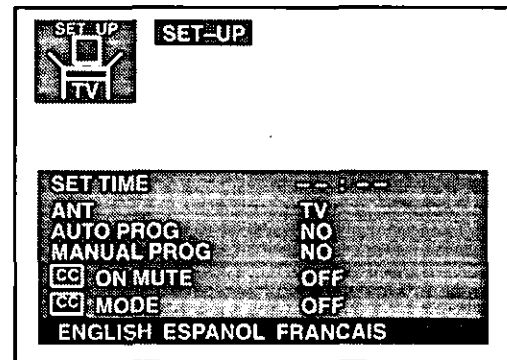 SET UP
TV
SET-UP
SET TIME -- : --
ANT TV
AUTO PROG NO
MANUAL PROG NO
CC ON MUTE OFF
CC MODE OFF
ENGLISH ESPANOL FRANCAIS